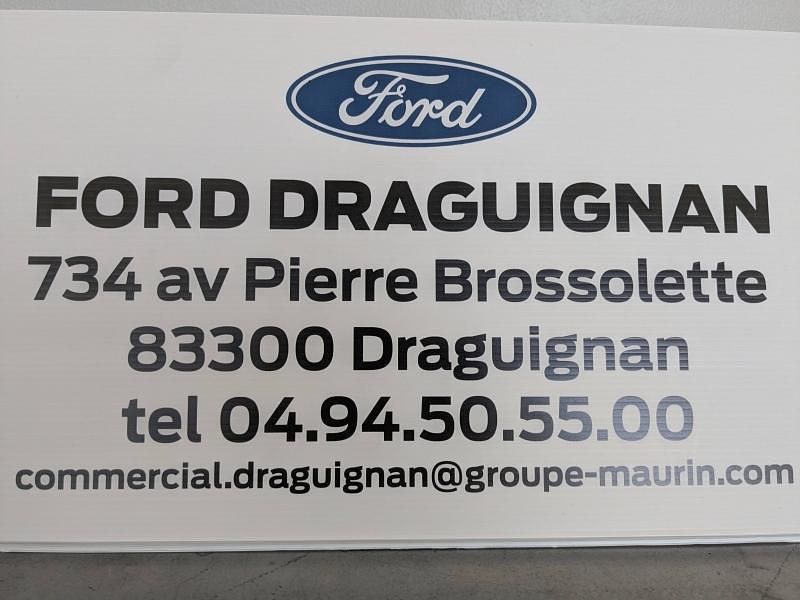 Ford
FORD DRAGUIGNAN
734 av Pierre Brossolette
83300 Draguignan
tel 04.94.50.55.00
commercial.draguignan@groupe-maurin.com